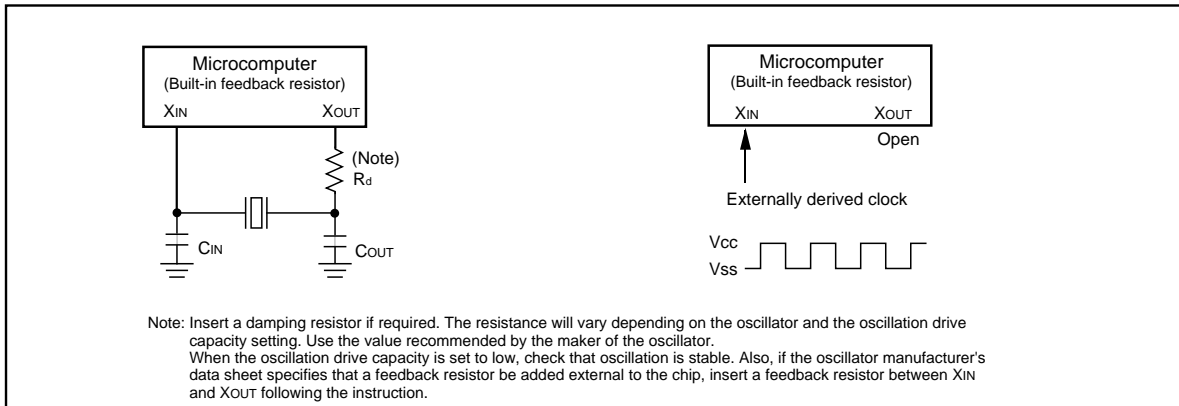 Microcomputer
(Built-in feedback resistor)
XIN XOUT
(Note)
Rd
CIN
COUT
Microcomputer
(Built-in feedback resistor)
XIN XOUT
Open
Externally derived clock
Vcc
Vss
Note: Insert a damping resistor if required. The resistance will vary depending on the oscillator and the oscillation drive
capacity setting. Use the value recommended by the maker of the oscillator.
When the oscillation drive capacity is set to low, check that oscillation is stable. Also, if the oscillator manufacturer's
data sheet specifies that a feedback resistor be added external to the chip, insert a feedback resistor between XIN
and XOUT following the instruction.